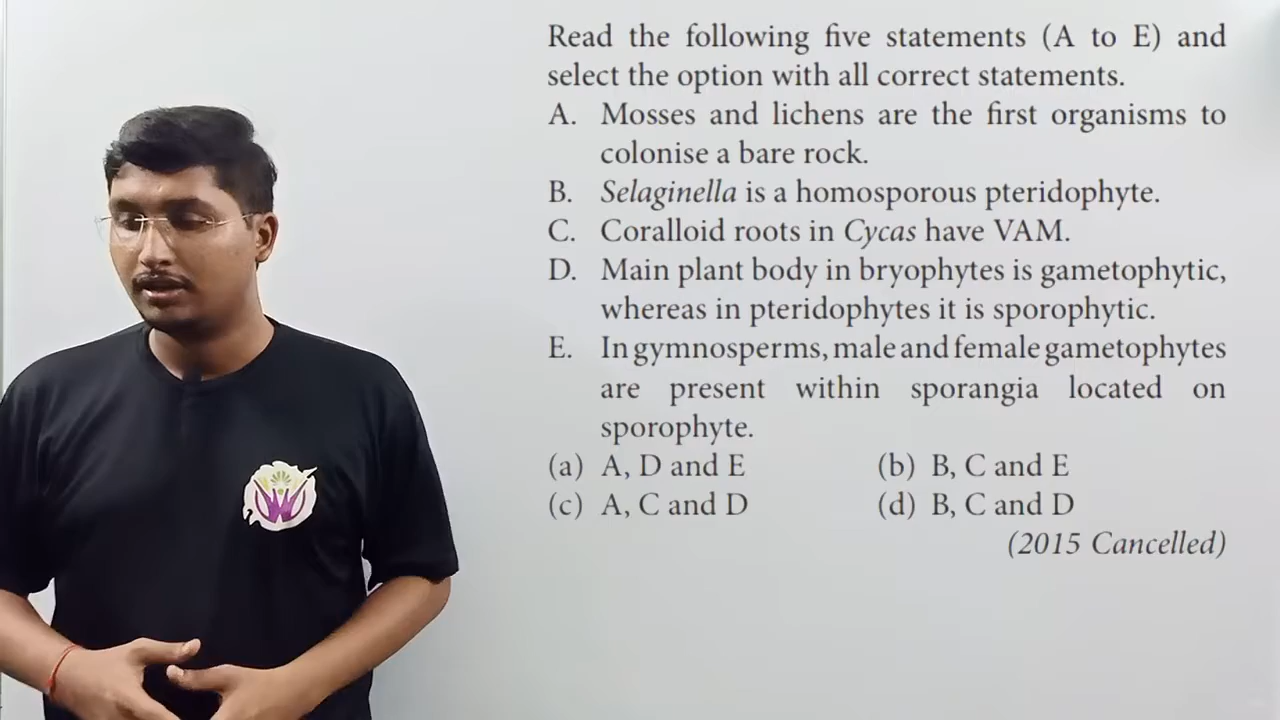 Read the following five statements (A to E) and
select the option with all correct statements.
A. Mosses and lichens are the first organisms to
colonise a bare rock.
B. Selaginella is a homosporous pteridophyte.
C. Coralloid roots in Cycas have VAM.
D. Main plant body in bryophytes is gametophytic,
whereas in pteridophytes it is sporophytic.
E. In gymnosperms, male and female gametophytes
are present within sporangia located on
sporophyte.
(a) A, D and E (b) B, C and E
(c) A, C and D (d) B, C and D
(2015 Cancelled)